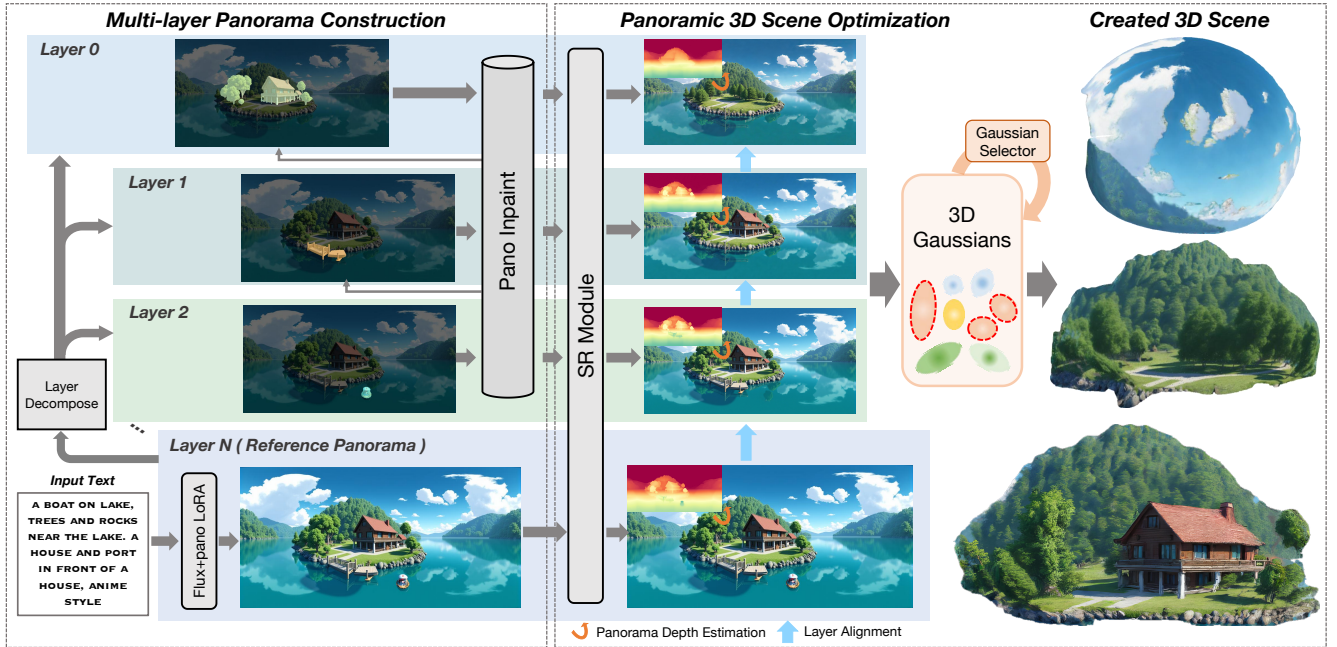 Multi-layer Panorama Construction
Panoramic 3D Scene Optimization
Created 3D Scene
Layer 0
Layer 1
Layer 2
Pano Inpaint
SR Module
Gaussian
Selector
3D
Gaussians
Layer
Decompose
...
Layer N ( Reference Panorama )
Input Text
A BOAT ON LAKE,
TREES AND ROCKS
NEAR THE LAKE. A
HOUSE AND PORT
IN FRONT OF A
HOUSE, ANIME
STYLE
Flux+pano LoRA
Panorama Depth Estimation
Layer Alignment